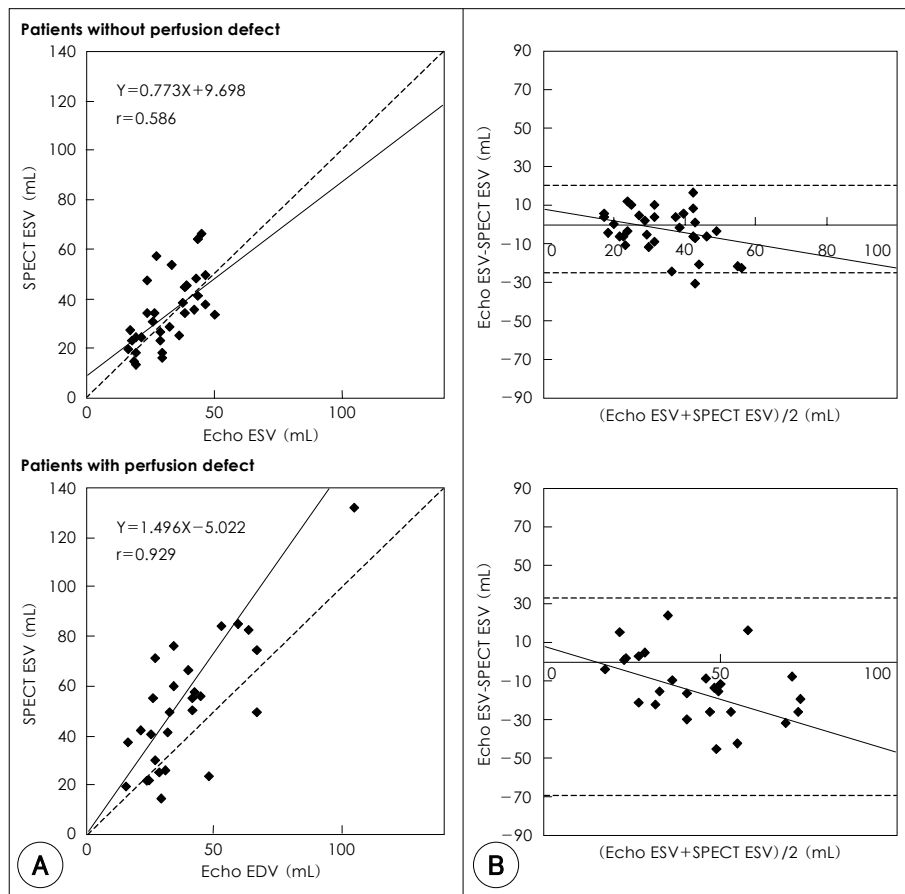 Patients without perfusion defect
140
120
100
80
60
40
20
0
SPECT ESV (mL)
Y=0.773X+9.698
r=0.586
0 50 100
Echo ESV (mL)
90
70
50
30
10
−10
−30
−50
−70
−90
Echo ESV-SPECT ESV (mL)
0 20 40 60 80 100
(Echo ESV+SPECT ESV)/2 (mL)
Patients with perfusion defect
140
120
100
80
60
40
20
0
SPECT ESV (mL)
Y=1.496X−5.022
r=0.929
0 50 100
Echo EDV (mL)
A
90
70
50
30
10
−10
−30
−50
−70
−90
Echo ESV-SPECT ESV (mL)
0 50 100
(Echo ESV+SPECT ESV)/2 (mL)
B